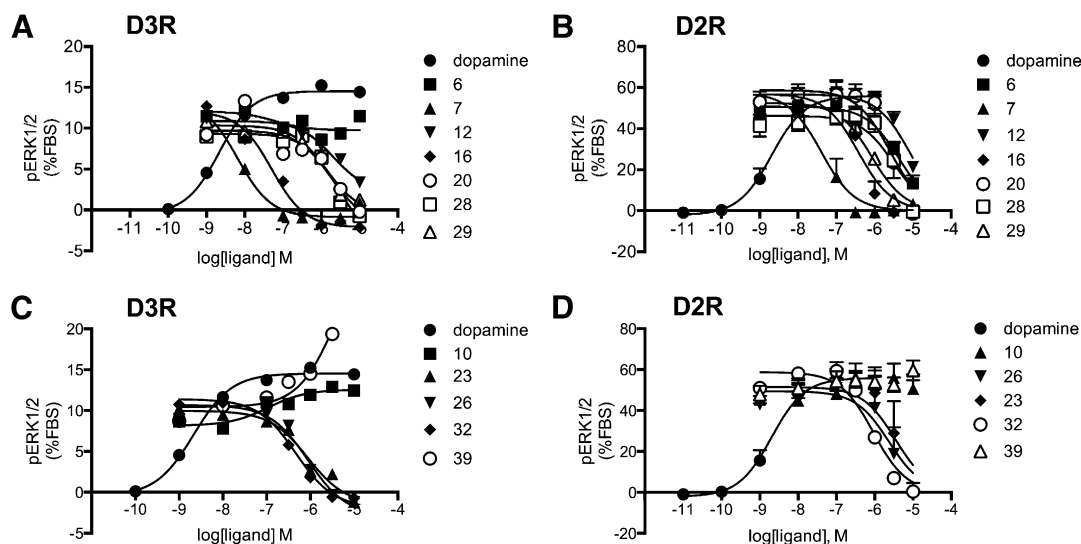 A D3R
20
15
10
5
0
-5
pERK1/2
(%FBS)
-11 -10 -9 -8 -7 -6 -5 -4
log[ligand] M
dopamine
6
7
12
16
20
28
29
B D2R
80
60
40
20
0
-20
pERK1/2
(%FBS)
-11 -10 -9 -8 -7 -6 -5 -4
log[ligand], M
dopamine
6
7
12
16
20
28
29
C D3R
20
15
10
5
0
-5
pERK1/2
(%FBS)
-10 -9 -8 -7 -6 -5 -4
log[ligand] M
dopamine
10
23
26
32
39
D D2R
80
60
40
20
0
-20
pERK1/2
(%FBS)
-11 -10 -9 -8 -7 -6 -5 -4
log[ligand], M
dopamine
10
26
23
32
39